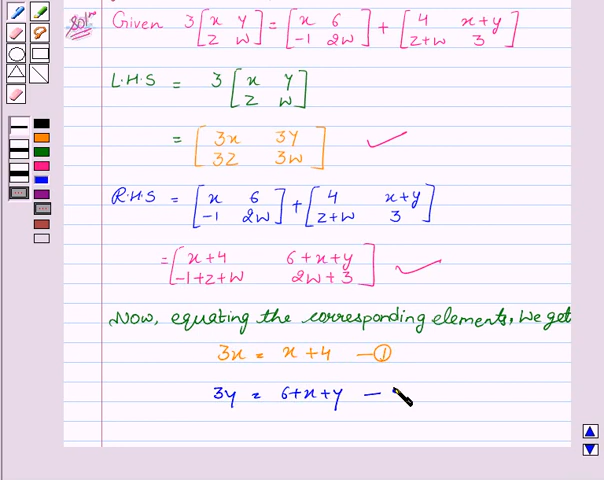 Solⁿ Given 3 [x y] = [x 6] + [4 x+y]
[z w] [-1 2w] [z+w 3]
L.H.S = 3 [x y]
[z w]
= [3x 3y] ✓
[3z 3w]
R.H.S = [x 6] + [4 x+y]
[-1 2w] [z+w 3]
= [x+4 6+x+y] ✓
[-1+z+w 2w+3]
Now, equating the corresponding elements, we get
3x = x+4 —①
3y = 6+x+y —